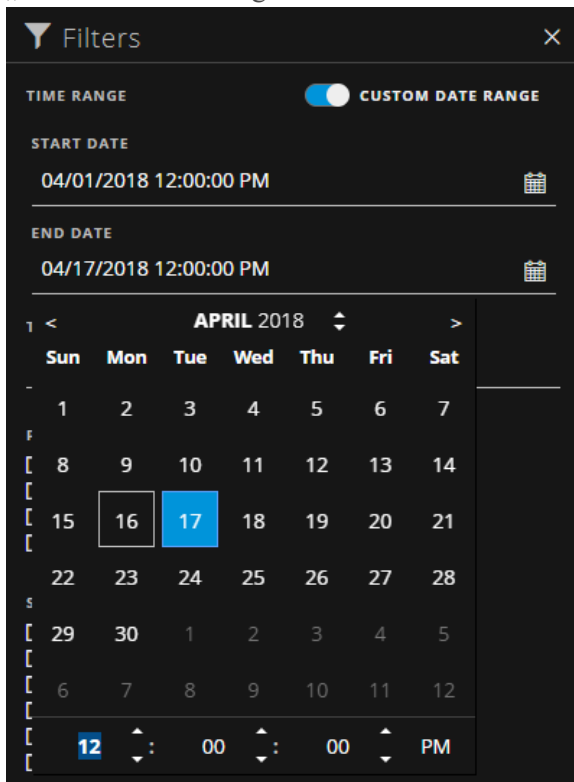 Filters
TIME RANGE CUSTOM DATE RANGE
START DATE
04/01/2018 12:00:00 PM
END DATE
04/17/2018 12:00:00 PM
< APRIL 2018 >
Sun Mon Tue Wed Thu Fri Sat
1 2 3 4 5 6 7
8 9 10 11 12 13 14
15 16 17 18 19 20 21
22 23 24 25 26 27 28
29 30 1 2 3 4 5
6 7 8 9 10 11 12
12 : 00 : 00 PM